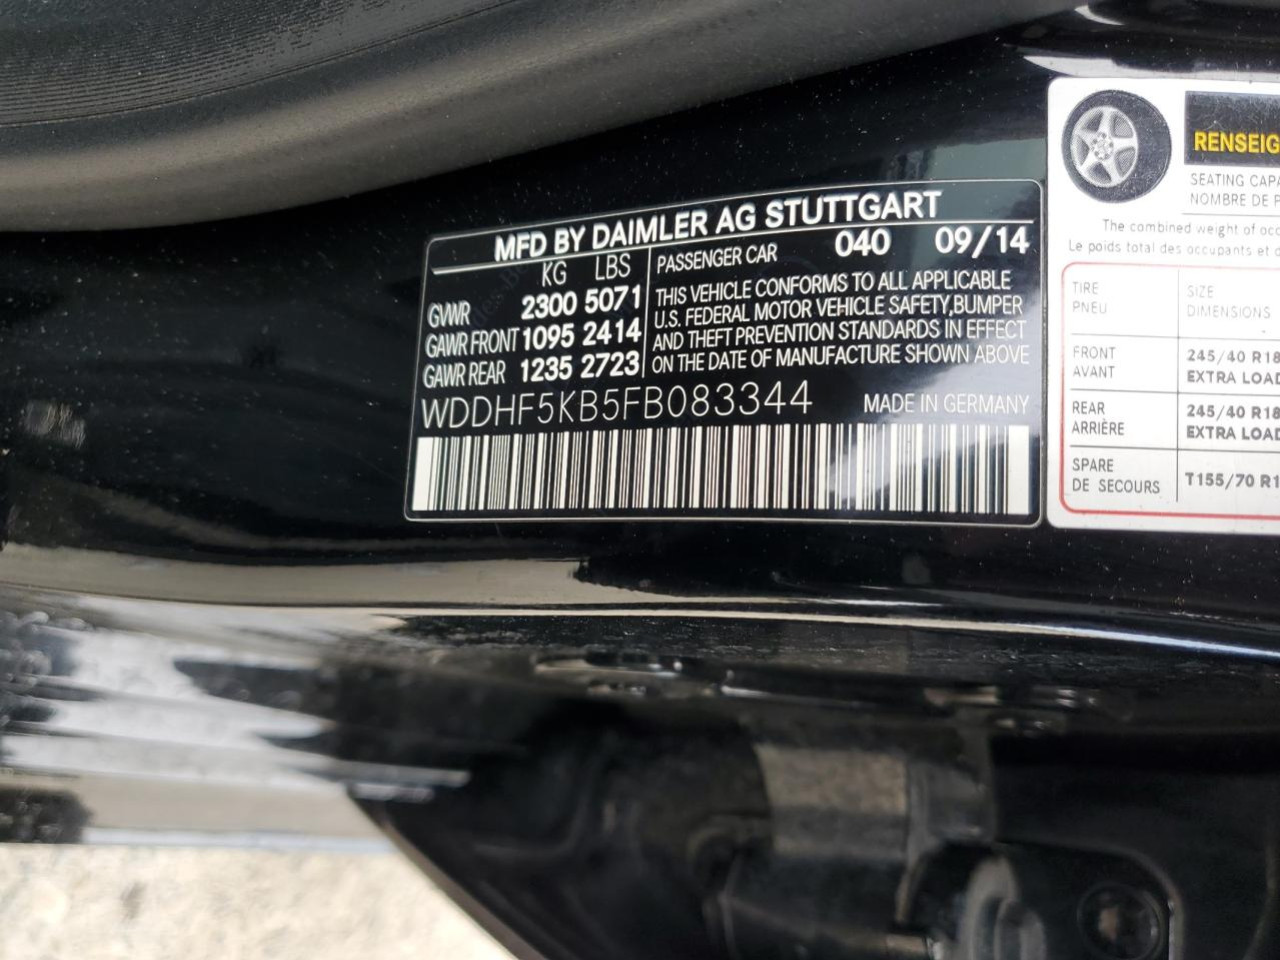 MFD BY DAIMLER AG STUTTGART
KG LBS
GVWR 2300 5071
GAWR FRONT 1095 2414
GAWR REAR 1235 2723
PASSENGER CAR 040 09/14
THIS VEHICLE CONFORMS TO ALL APPLICABLE
U.S. FEDERAL MOTOR VEHICLE SAFETY,BUMPER
AND THEFT PREVENTION STANDARDS IN EFFECT
ON THE DATE OF MANUFACTURE SHOWN ABOVE
WDDHF5KB5FB083344 MADE IN GERMANY
RENSEIG
SEATING CAPA
NOMBRE DE P
The combined weight of occ
Le poids total des occupants et d
TIRE SIZE
PNEU DIMENSIONS
FRONT 245/40 R18
AVANT EXTRA LOAD
REAR 245/40 R18
ARRIÈRE EXTRA LOAD
SPARE
DE SECOURS T155/70 R1